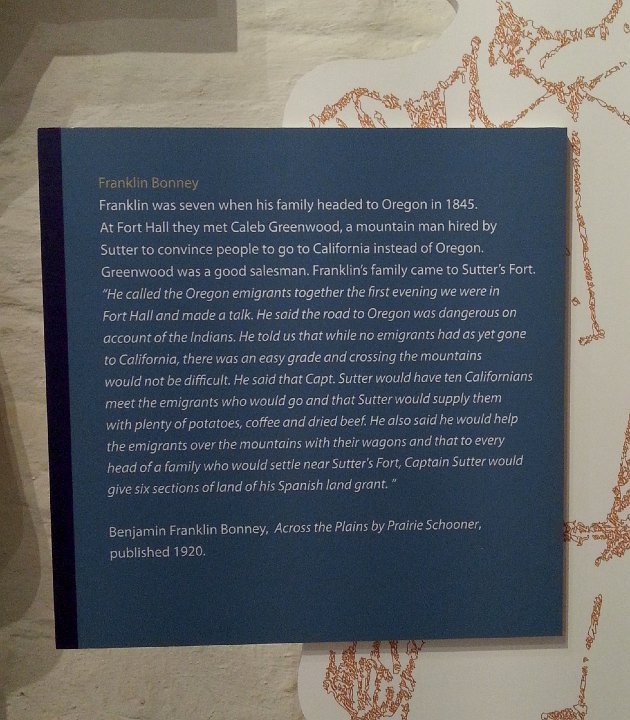 Franklin Bonney
Franklin was seven when his family headed to Oregon in 1845.
At Fort Hall they met Caleb Greenwood, a mountain man hired by
Sutter to convince people to go to California instead of Oregon.
Greenwood was a good salesman. Franklin's family came to Sutter's Fort.
"He called the Oregon emigrants together the first evening we were in
Fort Hall and made a talk. He said the road to Oregon was dangerous on
account of the Indians. He told us that while no emigrants had as yet gone
to California, there was an easy grade and crossing the mountains
would not be difficult. He said that Capt. Sutter would have ten Californians
meet the emigrants who would go and that Sutter would supply them
with plenty of potatoes, coffee and dried beef. He also said he would help
the emigrants over the mountains with their wagons and that to every
head of a family who would settle near Sutter's Fort, Captain Sutter would
give six sections of land of his Spanish land grant. "
Benjamin Franklin Bonney, Across the Plains by Prairie Schooner,
published 1920.